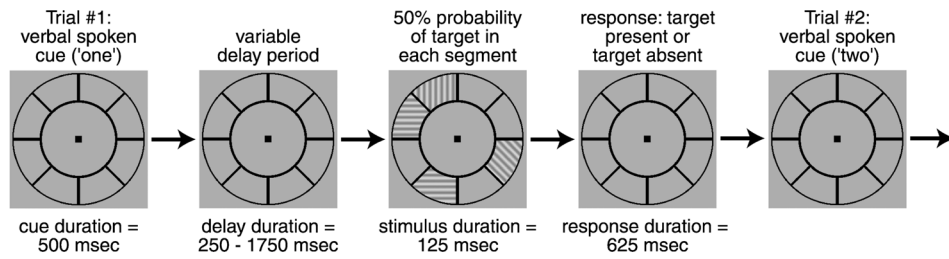 Trial #1:
verbal spoken
cue ('one')
variable
delay period
50% probability
of target in
each segment
response: target
present or
target absent
Trial #2:
verbal spoken
cue ('two')
cue duration =
500 msec
delay duration =
250 - 1750 msec
stimulus duration =
125 msec
response duration =
625 msec